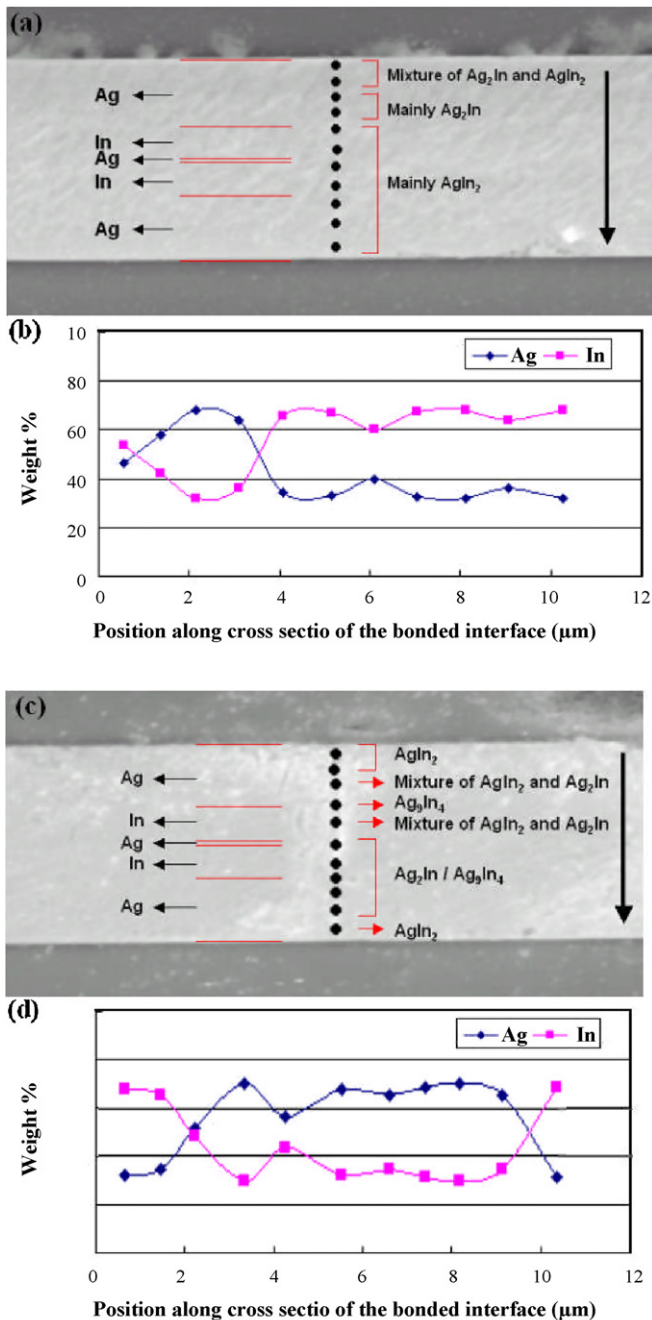 (a)
Mixture of Ag₂In and AgIn₂
Ag
Mainly Ag₂In
In
Ag
In
Mainly AgIn₂
Ag
(b)
10
80
60
40
20
0
Weight %
Ag In
0 2 4 6 8 10 12
Position along cross sectio of the bonded interface (µm)
(c)
AgIn₂
Ag
Mixture of AgIn₂ and Ag₂In
Ag₉In₄
In
Mixture of AgIn₂ and Ag₂In
Ag
In
Ag₂In / Ag₉In₄
Ag
AgIn₂
(d)
Weight %
Ag In
0 2 4 6 8 10 12
Position along cross sectio of the bonded interface (µm)